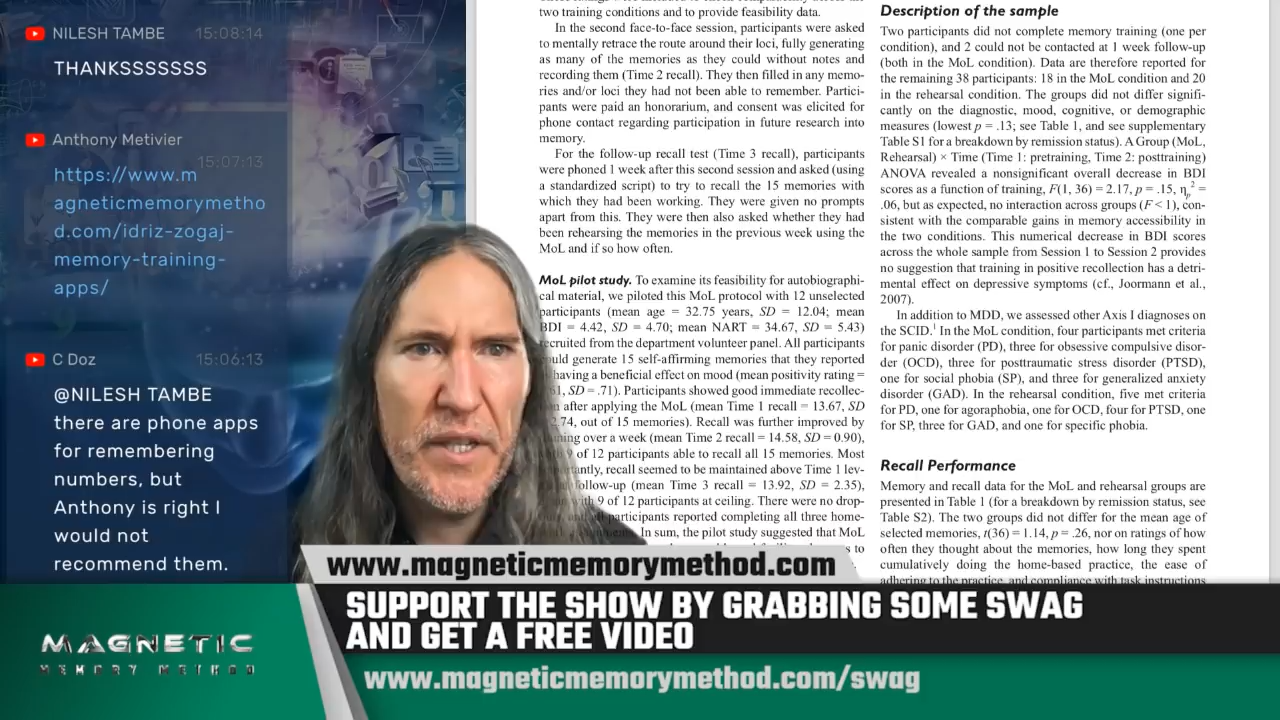 NILESH TAMBE 15:08:14
THANKSSSSSSS
Anthony Metivier
15:07:13
https://www.m
agneticmemorymetho
d.com/idriz-zogaj-
memory-training-
apps/
C Doz 15:06:13
@NILESH TAMBE
there are phone apps
for remembering
numbers, but
Anthony is right I
would not
recommend them.
two training conditions and to provide feasibility data.
In the second face-to-face session, participants were asked
to mentally retrace the route around their loci, fully generating
as many of the memories as they could without notes and
recording them (Time 2 recall). They then filled in any memo-
ries and/or loci they had not been able to remember. Partici-
pants were paid an honorarium, and consent was elicited for
phone contact regarding participation in future research into
memory.
For the follow-up recall test (Time 3 recall), participants
were phoned 1 week after this second session and asked (using
a standardized script) to try to recall the 15 memories with
which they had been working. They were given no prompts
apart from this. They were then also asked whether they had
been rehearsing the memories in the previous week using the
MoL and if so how often.
MoL pilot study. To examine its feasibility for autobiographi-
cal material, we piloted this MoL protocol with 12 unselected
participants (mean age = 32.75 years, SD = 12.04; mean
BDI = 4.42, SD = 4.70; mean NART = 34.67, SD = 5.43)
recruited from the department volunteer panel. All participants
could generate 15 self-affirming memories that they reported
having a beneficial effect on mood (mean positivity rating =
SD = .71). Participants showed good immediate recollec-
after applying the MoL (mean Time 1 recall = 13.67, SD
2.74, out of 15 memories). Recall was further improved by
over a week (mean Time 2 recall = 14.58, SD = 0.90),
9 of 12 participants able to recall all 15 memories. Most
recall seemed to be maintained above Time 1 lev-
follow-up (mean Time 3 recall = 13.92, SD = 2.35),
with 9 of 12 participants at ceiling. There were no drop-
participants reported completing all three home-
In sum, the pilot study suggested that MoL
to
Description of the sample
Two participants did not complete memory training (one per
condition), and 2 could not be contacted at 1 week follow-up
(both in the MoL condition). Data are therefore reported for
the remaining 38 participants: 18 in the MoL condition and 20
in the rehearsal condition. The groups did not differ signifi-
cantly on the diagnostic, mood, cognitive, or demographic
measures (lowest p = .13; see Table 1, and see supplementary
Table S1 for a breakdown by remission status). A Group (MoL,
Rehearsal) × Time (Time 1: pretraining, Time 2: posttraining)
ANOVA revealed a nonsignificant overall decrease in BDI
scores as a function of training, F(1, 36) = 2.17, p = .15, ηp² =
.06, but as expected, no interaction across groups (F < 1), con-
sistent with the comparable gains in memory accessibility in
the two conditions. This numerical decrease in BDI scores
across the whole sample from Session 1 to Session 2 provides
no suggestion that training in positive recollection has a detri-
mental effect on depressive symptoms (cf., Joormann et al.,
2007).
In addition to MDD, we assessed other Axis I diagnoses on
the SCID.¹ In the MoL condition, four participants met criteria
for panic disorder (PD), three for obsessive compulsive disor-
der (OCD), three for posttraumatic stress disorder (PTSD),
one for social phobia (SP), and three for generalized anxiety
disorder (GAD). In the rehearsal condition, five met criteria
for PD, one for agoraphobia, one for OCD, four for PTSD, one
for SP, three for GAD, and one for specific phobia.
Recall Performance
Memory and recall data for the MoL and rehearsal groups are
presented in Table 1 (for a breakdown by remission status, see
Table S2). The two groups did not differ for the mean age of
selected memories, t(36) = 1.14, p = .26, nor on ratings of how
often they thought about the memories, how long they spent
cumulatively doing the home-based practice, the ease of
adhering to the practice, and compliance with task instructions
www.magneticmemorymethod.com
SUPPORT THE SHOW BY GRABBING SOME SWAG
AND GET A FREE VIDEO
www.magneticmemorymethod.com/swag
MAGNETIC
MEMORY METHOD